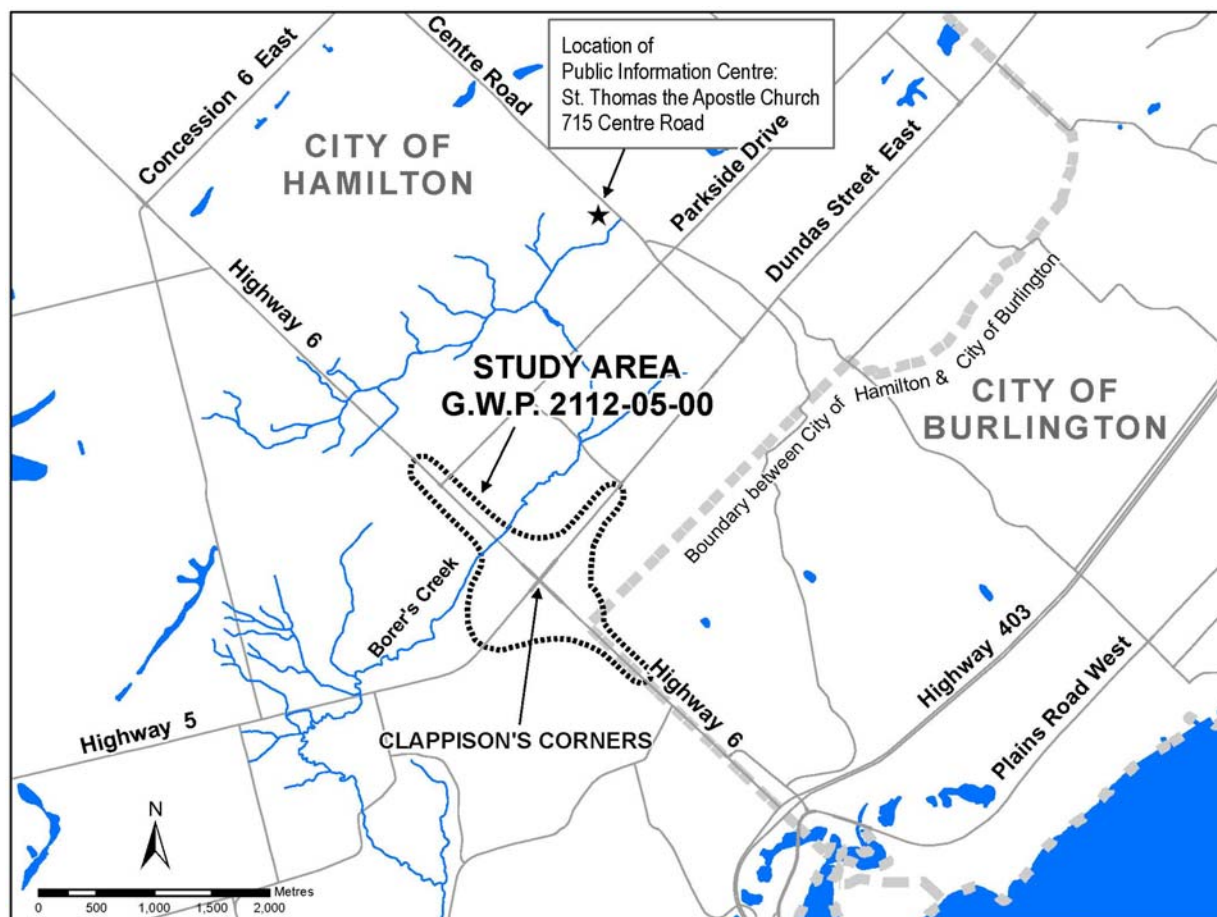 Concession 6 East
Centre Road
Location of
Public Information Centre:
St. Thomas the Apostle Church
715 Centre Road
CITY OF
HAMILTON
Parkside Drive
Dundas Street East
Highway 6
STUDY AREA
G.W.P. 2112-05-00
Boundary between City of Hamilton & City of Burlington
CITY OF
BURLINGTON
Borer's Creek
Highway 403
Highway 6
Plains Road West
Highway 5
CLAPPISON'S CORNERS
N
Metres
0 500 1,000 1,500 2,000